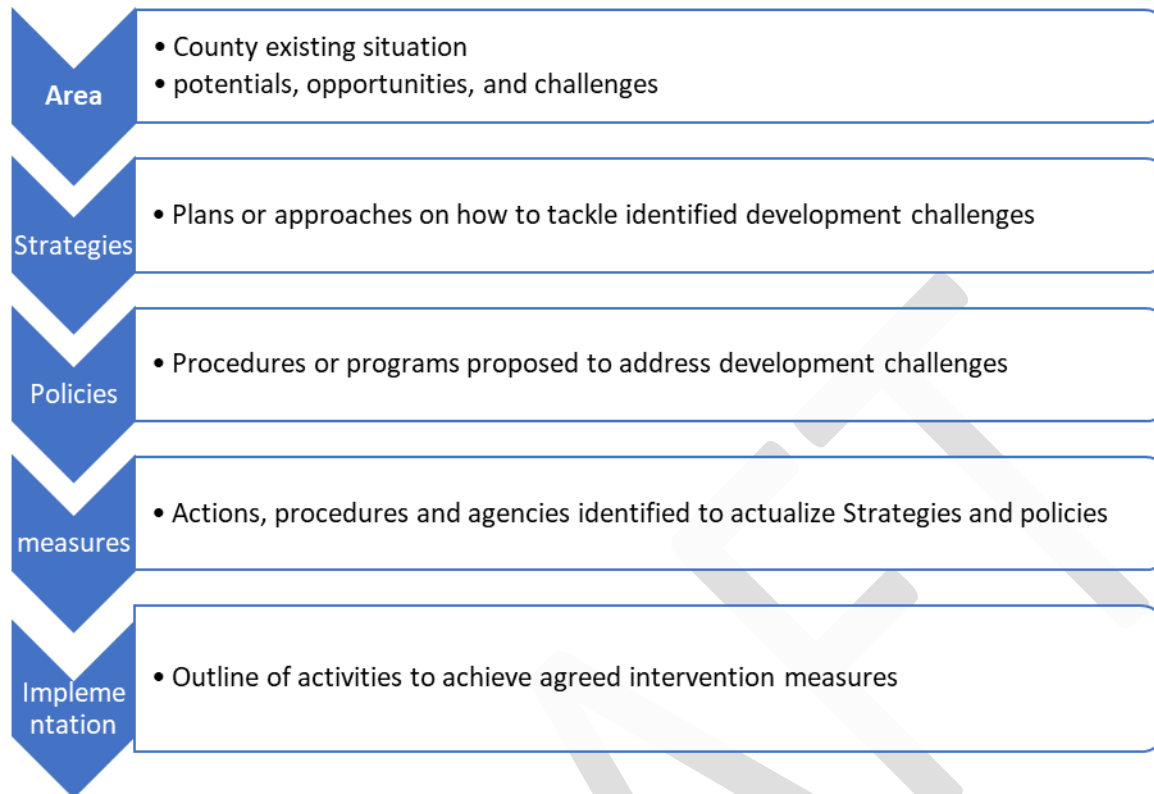 Area
• County existing situation
• potentials, opportunities, and challenges
Strategies
• Plans or approaches on how to tackle identified development challenges
Policies
• Procedures or programs proposed to address development challenges
measures
• Actions, procedures and agencies identified to actualize Strategies and policies
Impleme
ntation
• Outline of activities to achieve agreed intervention measures